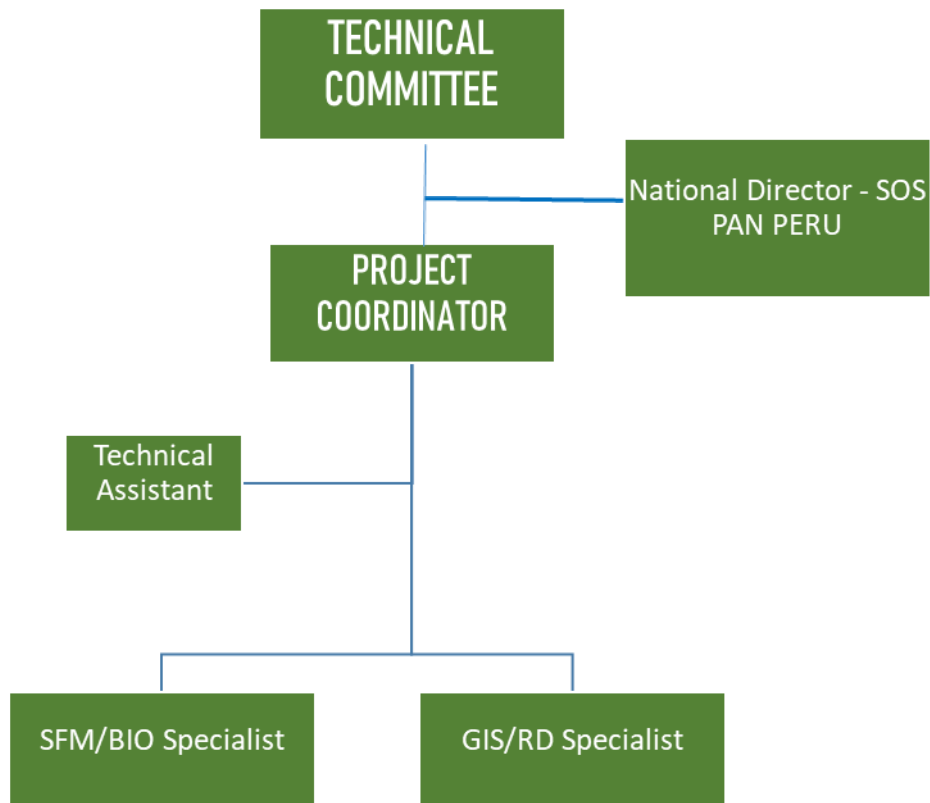 TECHNICAL
COMMITTEE
National Director - SOS
PAN PERU
PROJECT
COORDINATOR
Technical
Assistant
SFM/BIO Specialist
GIS/RD Specialist